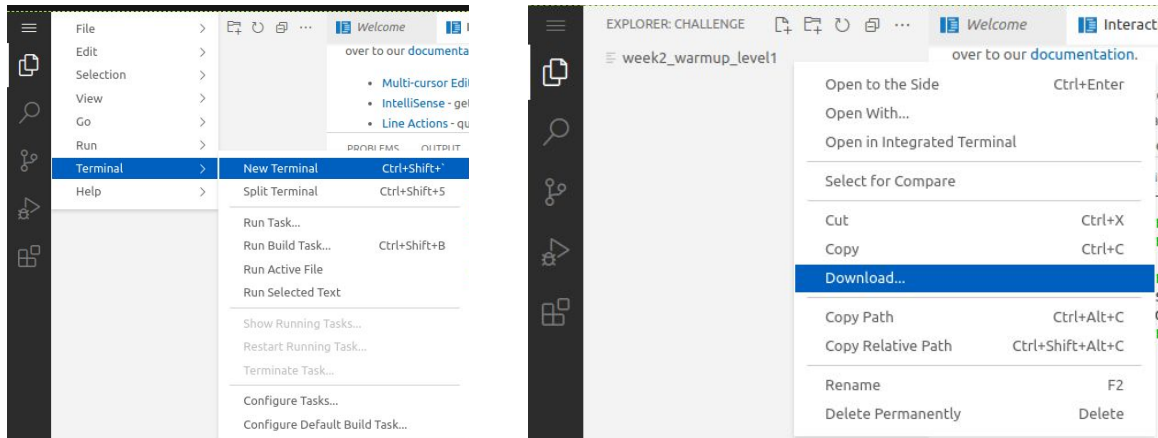 File
Edit
Selection
View
Go
Run
Terminal
Help
Welcome
over to our documenta
• Multi-cursor Edi
• IntelliSense - get
• Line Actions - qu
PROBLEMS OUTPUT
New Terminal Ctrl+Shift+`
Split Terminal Ctrl+Shift+5
Run Task...
Run Build Task... Ctrl+Shift+B
Run Active File
Run Selected Text
Show Running Tasks...
Restart Running Task...
Terminate Task...
Configure Tasks...
Configure Default Build Task...
EXPLORER: CHALLENGE
Welcome Interact
week2_warmup_level1
over to our documentation.
Open to the Side Ctrl+Enter
Open With...
Open in Integrated Terminal
Select for Compare
Cut Ctrl+X
Copy Ctrl+C
Download...
Copy Path Ctrl+Alt+C
Copy Relative Path Ctrl+Shift+Alt+C
Rename F2
Delete Permanently Delete